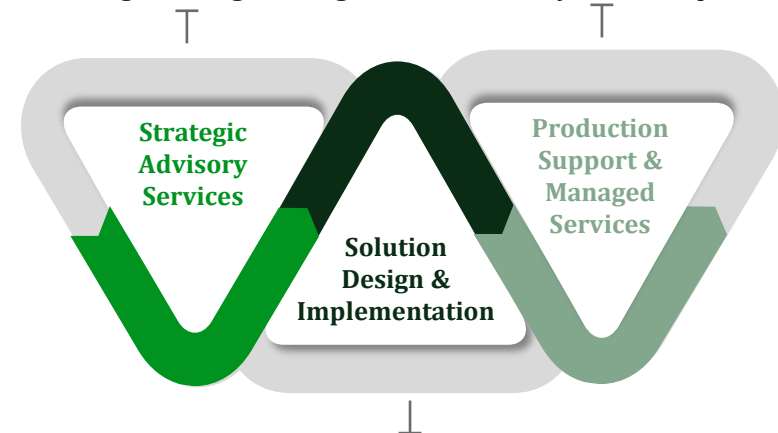 Strategic
Advisory
Services
Solution
Design &
Implementation
Production
Support &
Managed
Services